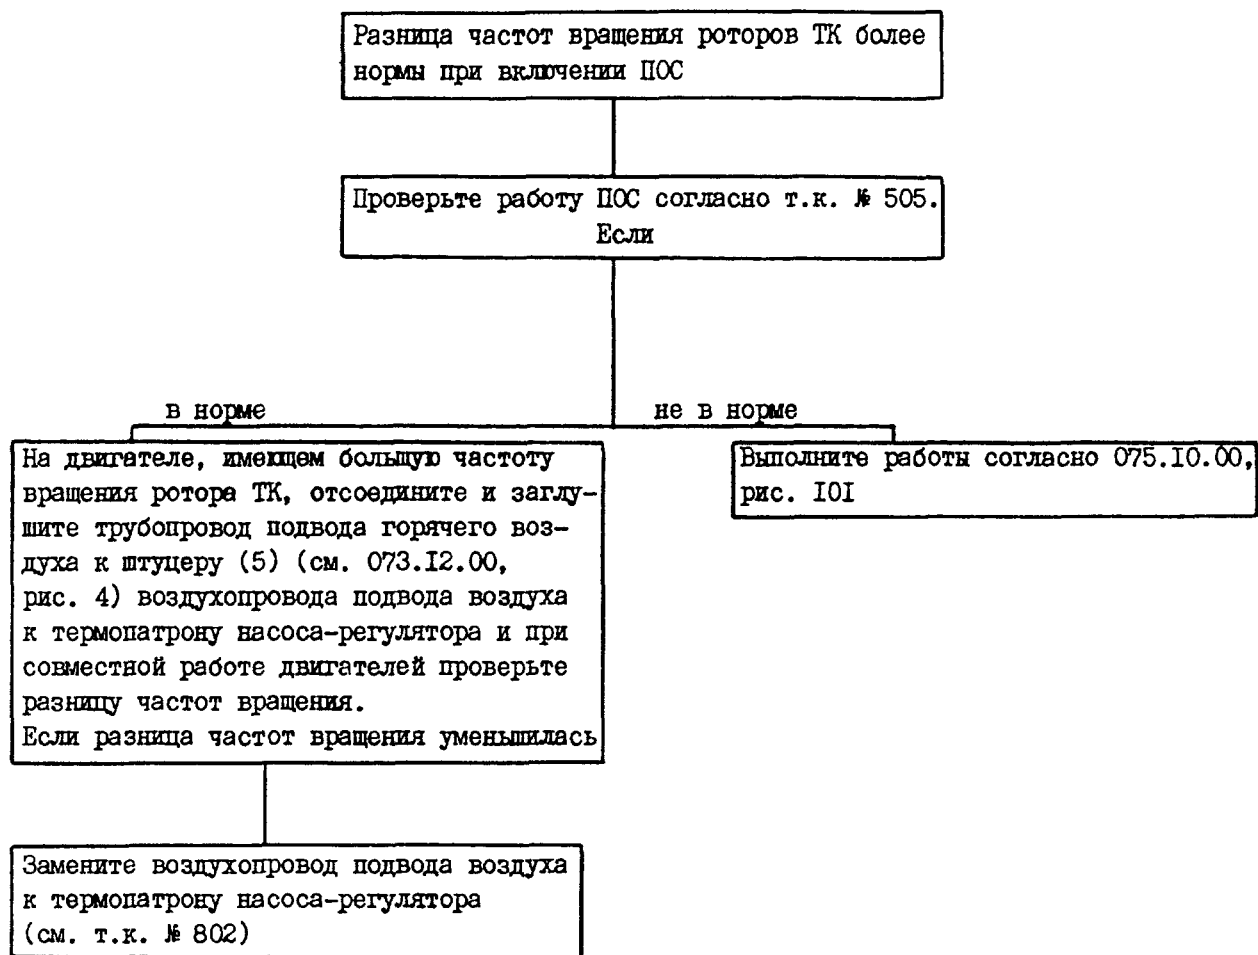 Разница частот вращения роторов ТК более
нормы при включении ПОС
Проверьте работу ПОС согласно т.к. № 505.
Если
в норме
не в норме
На двигателе, имеющем большую частоту
вращения ротора ТК, отсоедините и заглу-
шите трубопровод подвода горячего воз-
духа к штуцеру (5) (см. 073.I2.00,
рис. 4) воздухопровода подвода воздуха
к термопатрону насоса-регулятора и при
совместной работе двигателей проверьте
разницу частот вращения.
Если разница частот вращения уменьшилась
Выполните работы согласно 075.I0.00,
рис. I0I
Замените воздухопровод подвода воздуха
к термопатрону насоса-регулятора
(см. т.к. № 802)